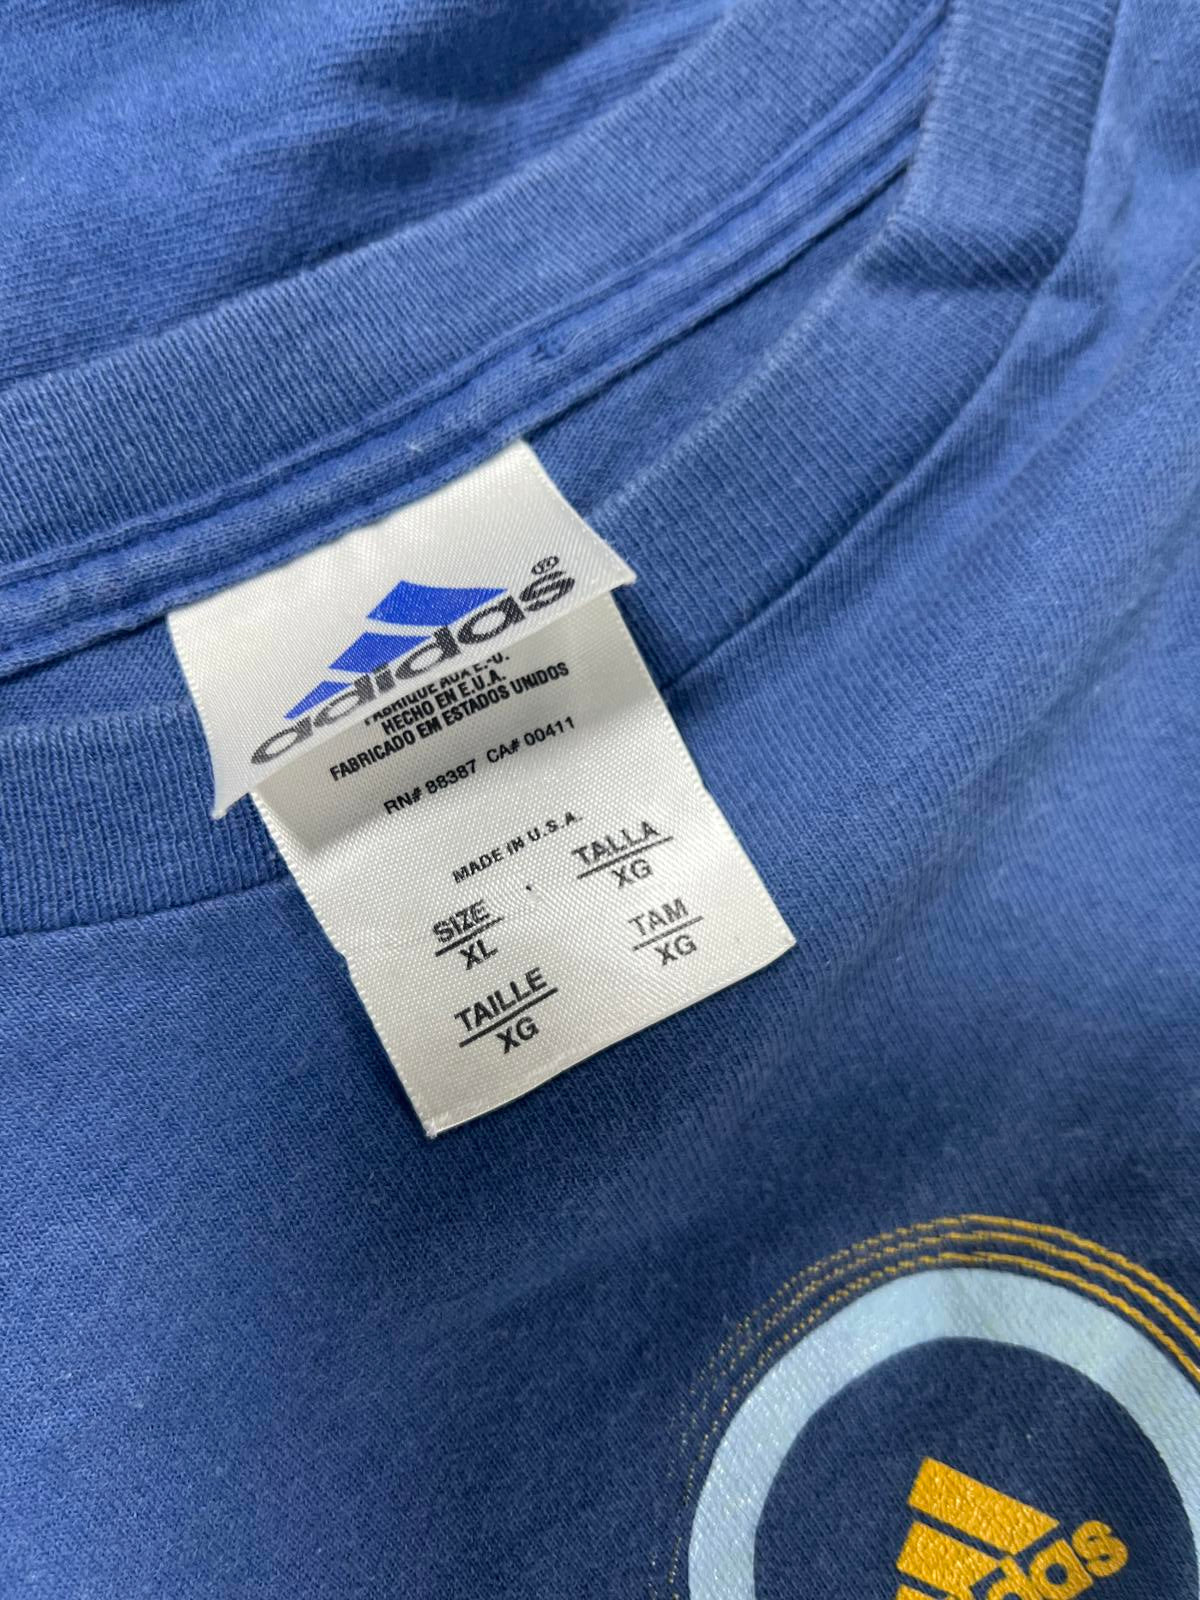 adidas®
FABRIQUE AUX E.-U.
HECHO EN E.U.A.
FABRICADO EM ESTADOS UNIDOS
RN# 88387 CA# 00411
MADE IN U.S.A.
SIZE
XL
TALLA
XG
TAILLE
XG
TAM
XG
adidas